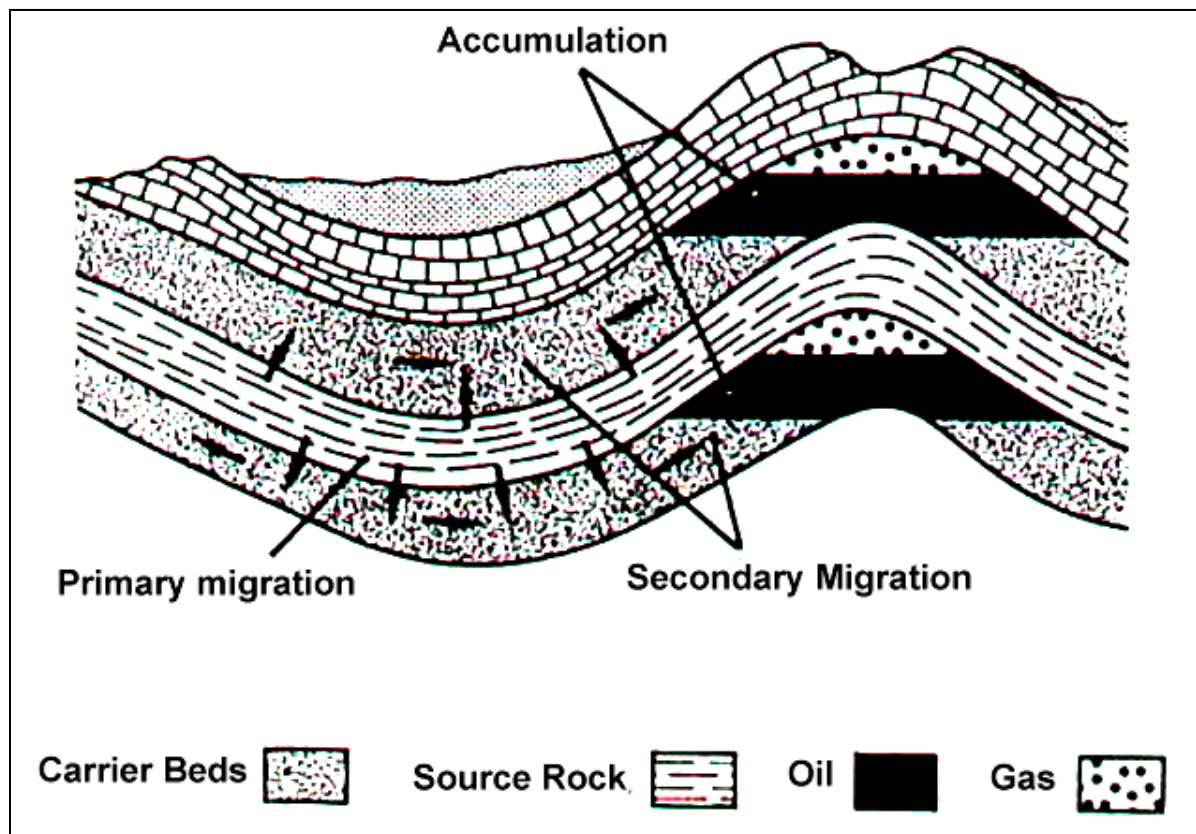 Accumulation
Primary migration
Secondary Migration
Carrier Beds
Source Rock
Oil
Gas